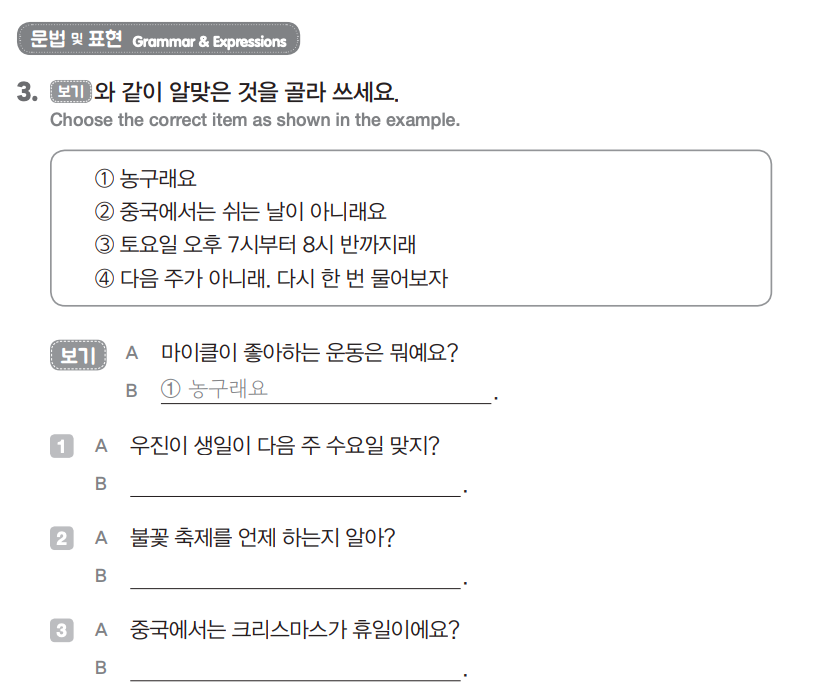 문법 및 표현 Grammar & Expressions
3. 보기와 같이 알맞은 것을 골라 쓰세요.
Choose the correct item as shown in the example.
① 농구래요
② 중국에서는 쉬는 날이 아니래요
③ 토요일 오후 7시부터 8시 반까지래
④ 다음 주가 아니래. 다시 한 번 물어보자
보기 A 마이클이 좋아하는 운동은 뭐예요?
B ① 농구래요.
1 A 우진이 생일이 다음 주 수요일 맞지?
B .
2 A 불꽃 축제를 언제 하는지 알아?
B .
3 A 중국에서는 크리스마스가 휴일이에요?
B .